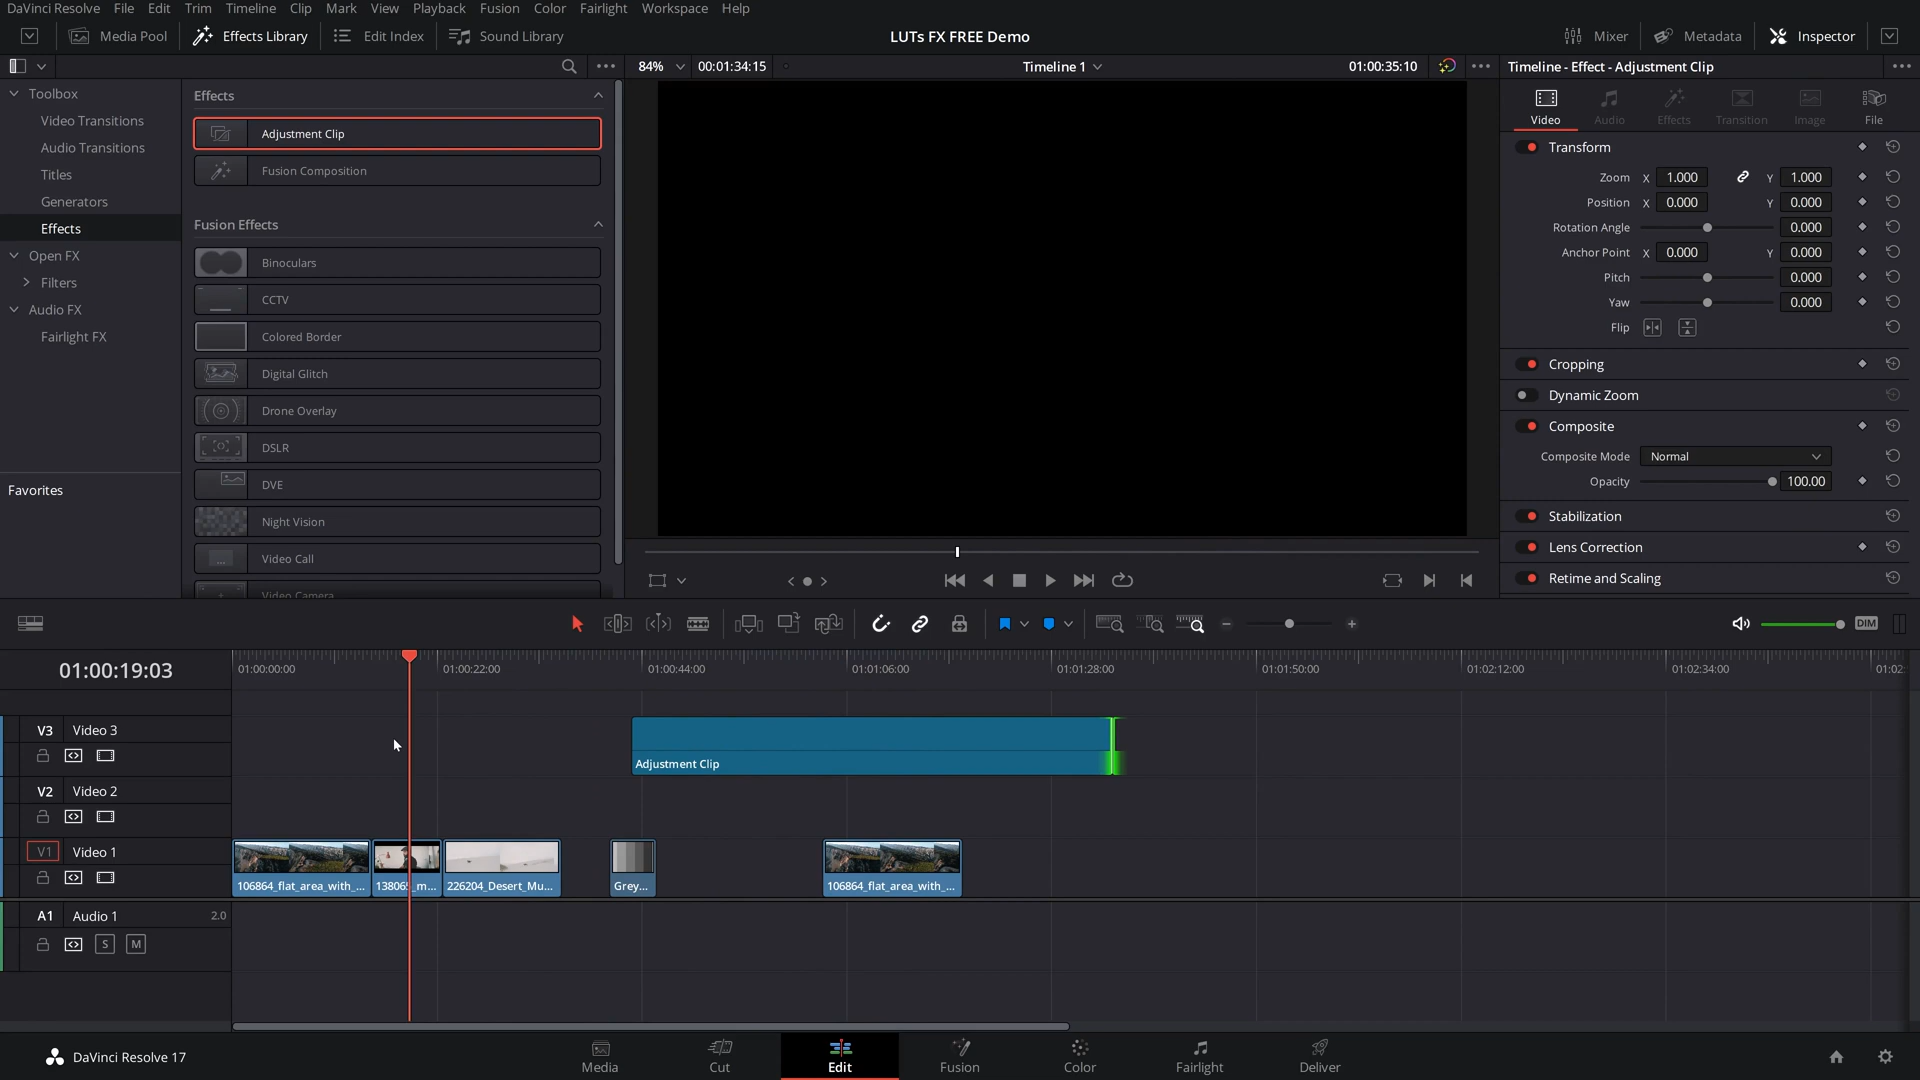 DaVinci Resolve File Edit Trim Timeline Clip Mark View Playback Fusion Color Fairlight Workspace Help
Media Pool Effects Library Edit Index Sound Library LUTs FX FREE Demo Mixer Metadata Inspector
84% 00:01:34:15 Timeline 1 01:00:35:10 Timeline - Effect - Adjustment Clip
Toolbox
Video Transitions
Audio Transitions
Titles
Generators
Effects
Open FX
Filters
Audio FX
Fairlight FX
Favorites
Effects
Adjustment Clip
Fusion Composition
Fusion Effects
Binoculars
CCTV
Colored Border
Digital Glitch
Drone Overlay
DSLR
DVE
Night Vision
Video Call
Video Camera
Video Audio Effects Transition Image File
Transform
Zoom X 1.000 Y 1.000
Position X 0.000 Y 0.000
Rotation Angle 0.000
Anchor Point X 0.000 Y 0.000
Pitch 0.000
Yaw 0.000
Flip
Cropping
Dynamic Zoom
Composite
Composite Mode Normal
Opacity 100.00
Stabilization
Lens Correction
Retime and Scaling
DIM
01:00:19:03 01:00:00:00 01:00:22:00 01:00:44:00 01:01:06:00 01:01:28:00 01:01:50:00 01:02:12:00 01:02:34:00 01:02:
V3 Video 3
Adjustment Clip
V2 Video 2
V1 Video 1
106864_flat_area_with_... 138065_m... 226204_Desert_Mu... Grey... 106864_flat_area_with_...
A1 Audio 1 2.0
S M
DaVinci Resolve 17 Media Cut Edit Fusion Color Fairlight Deliver